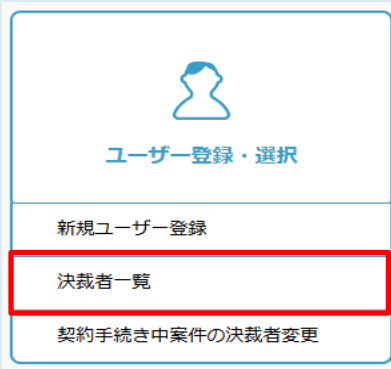 ユーザー登録・選択
新規ユーザー登録
決裁者一覧
契約手続き中案件の決裁者変更